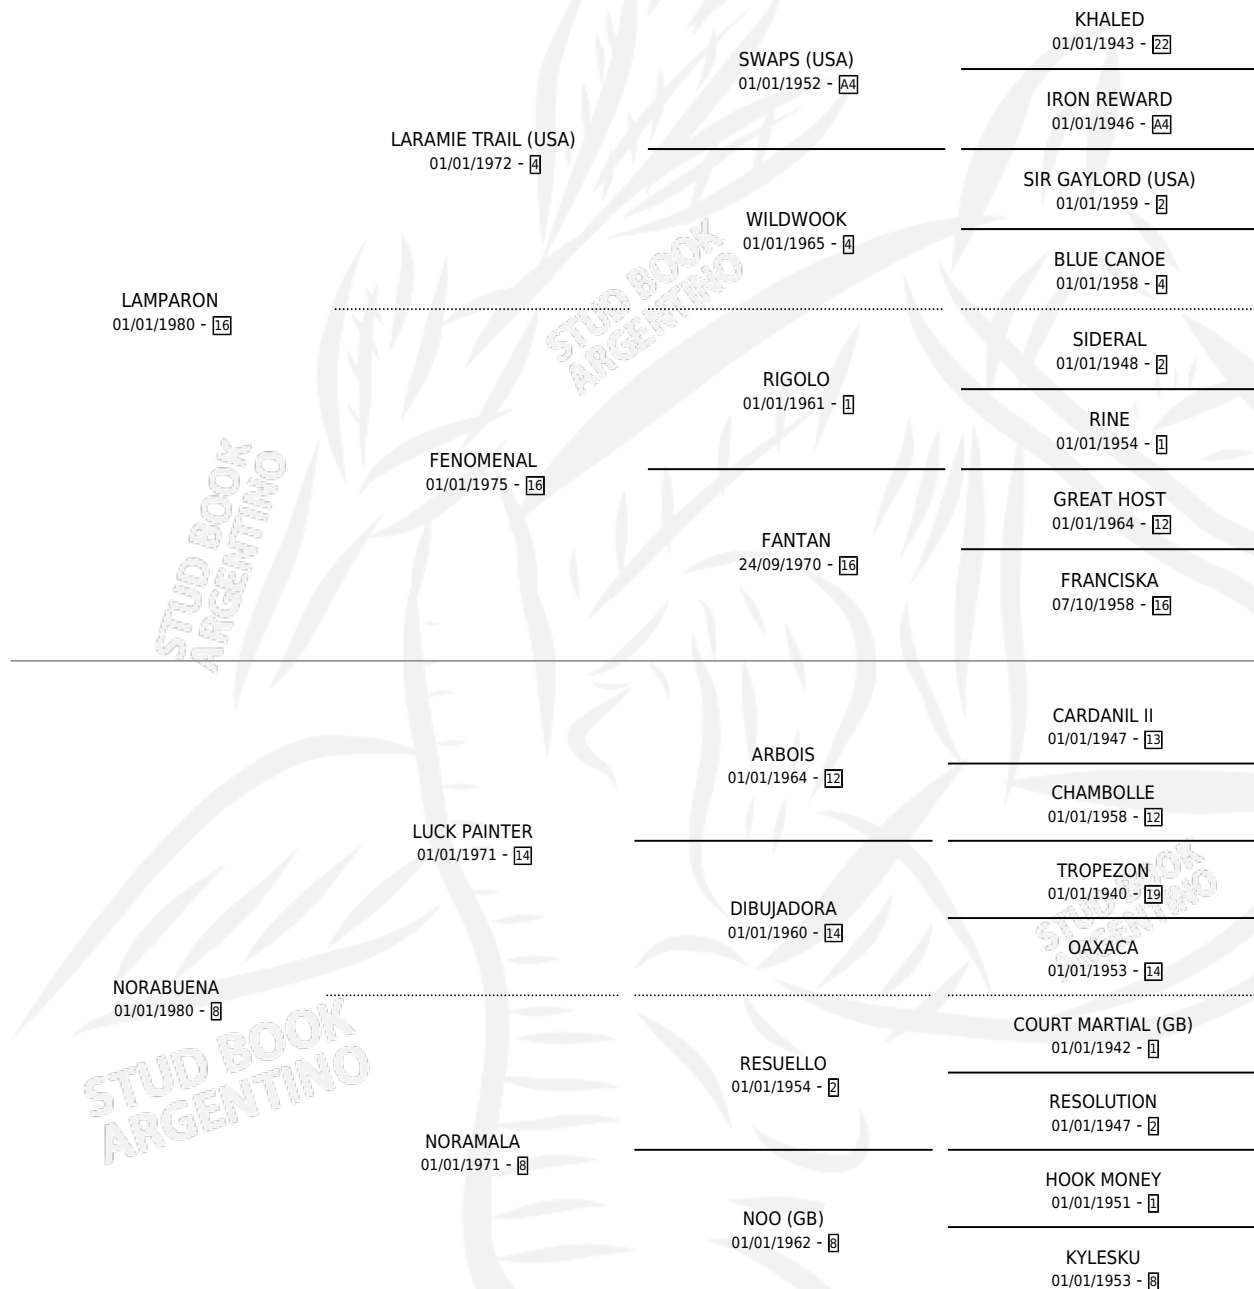 KHALED
01/01/1943 - 22
SWAPS (USA)
01/01/1952 - A4
IRON REWARD
01/01/1946 - A4
LARAMIE TRAIL (USA)
01/01/1972 - 4
SIR GAYLORD (USA)
01/01/1959 - 2
WILDWOOK
01/01/1965 - 4
BLUE CANOE
01/01/1958 - 4
LAMPARON
01/01/1980 - 16
STUD BOOK
ARGENTINO
SIDERAL
01/01/1948 - 2
RIGOLO
01/01/1961 - 1
RINE
01/01/1954 - 1
FENOMENAL
01/01/1975 - 16
GREAT HOST
01/01/1964 - 12
FANTAN
24/09/1970 - 16
FRANCISKA
07/10/1958 - 16
STUD BOOK
ARGENTINO
CARDANIL II
01/01/1947 - 13
ARBOIS
01/01/1964 - 12
CHAMBOLLE
01/01/1958 - 12
LUCK PAINTER
01/01/1971 - 14
TROPEZON
01/01/1940 - 19
DIBUJADORA
01/01/1960 - 14
OAXACA
01/01/1953 - 14
STUD BOOK
ARGENTINO
NORABUENA
01/01/1980 - 8
COURT MARTIAL (GB)
01/01/1942 - 1
RESUELLO
01/01/1954 - 2
RESOLUTION
01/01/1947 - 2
STUD BOOK
ARGENTINO
NORAMALA
01/01/1971 - 8
HOOK MONEY
01/01/1951 - 1
NOO (GB)
01/01/1962 - 8
KYLESKU
01/01/1953 - 8